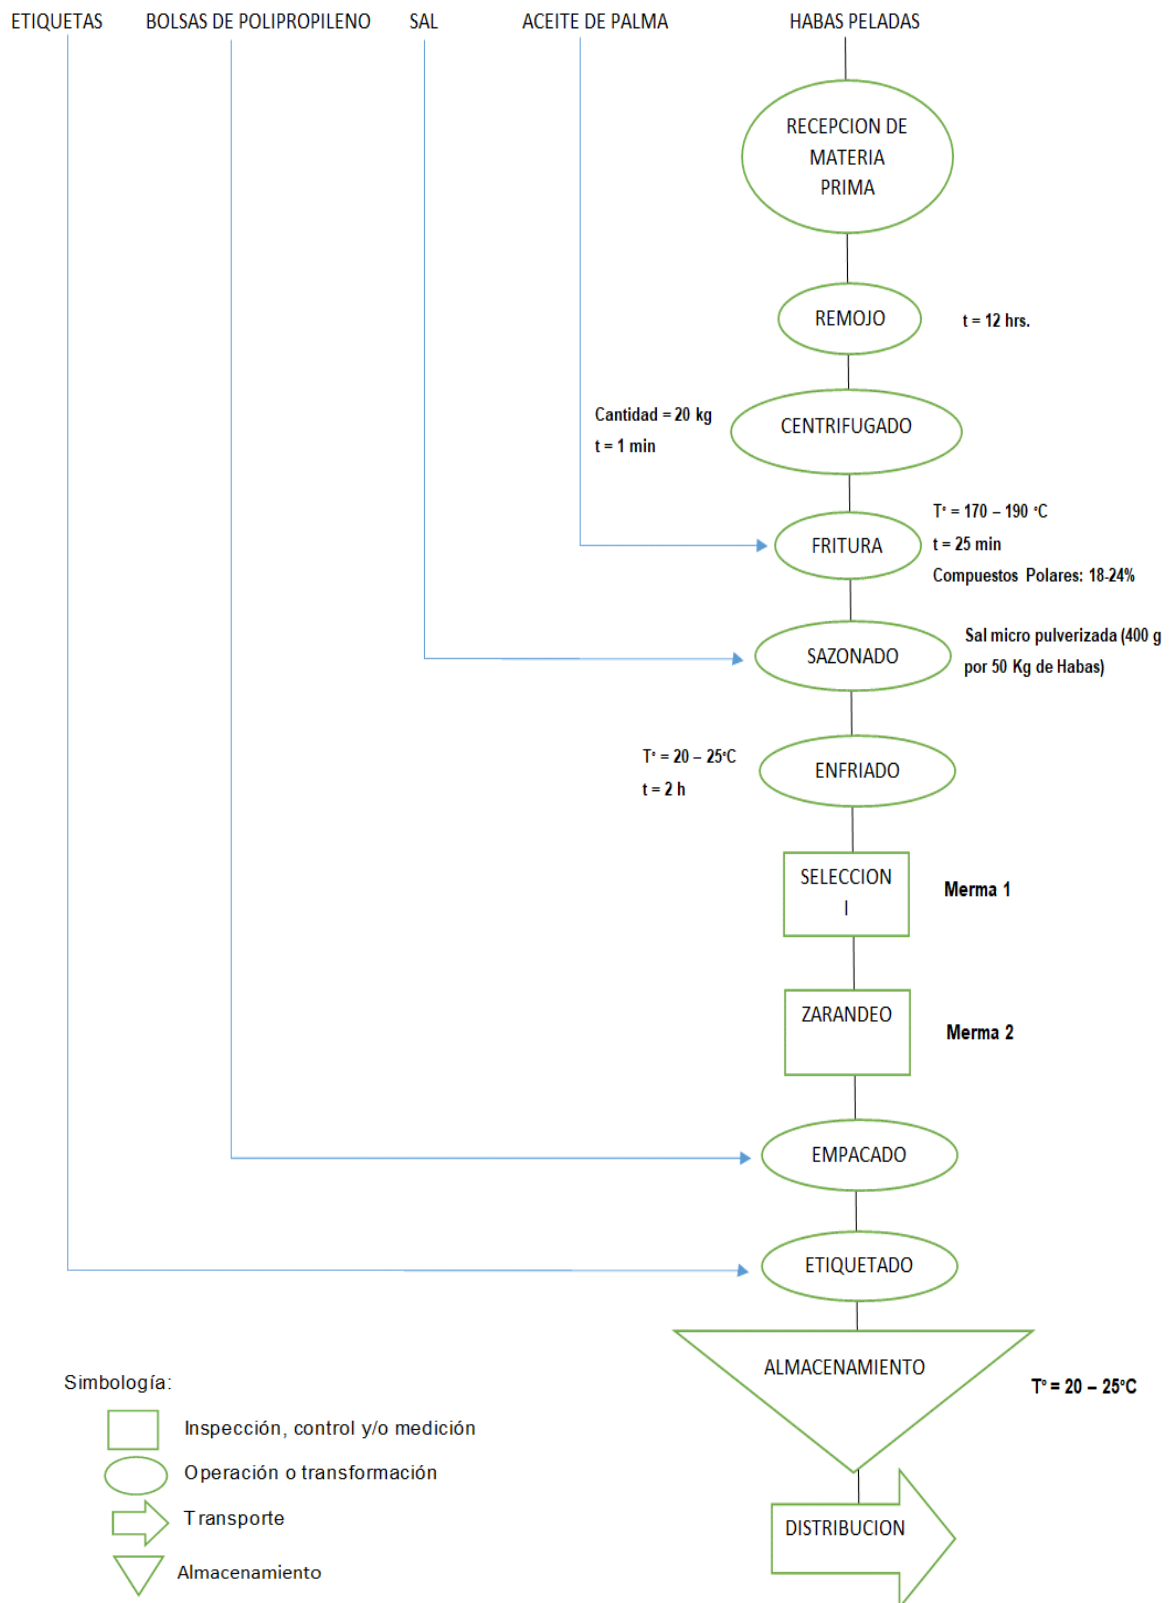 ETIQUETAS
BOLSAS DE POLIPROPILENO
SAL
ACEITE DE PALMA
HABAS PELADAS
RECEPCION DE
MATERIA
PRIMA
REMOJO
t = 12 hrs.
Cantidad = 20 kg
t = 1 min
CENTRIFUGADO
FRITURA
T° = 170 – 190 °C
t = 25 min
Compuestos Polares: 18-24%
SAZONADO
Sal micro pulverizada (400 g
por 50 Kg de Habas)
T° = 20 – 25°C
t = 2 h
ENFRIADO
SELECCION
I
Merma 1
ZARANDEO
Merma 2
EMPACADO
ETIQUETADO
ALMACENAMIENTO
T° = 20 – 25°C
DISTRIBUCION
Simbología:
Inspección, control y/o medición
Operación o transformación
Transporte
Almacenamiento